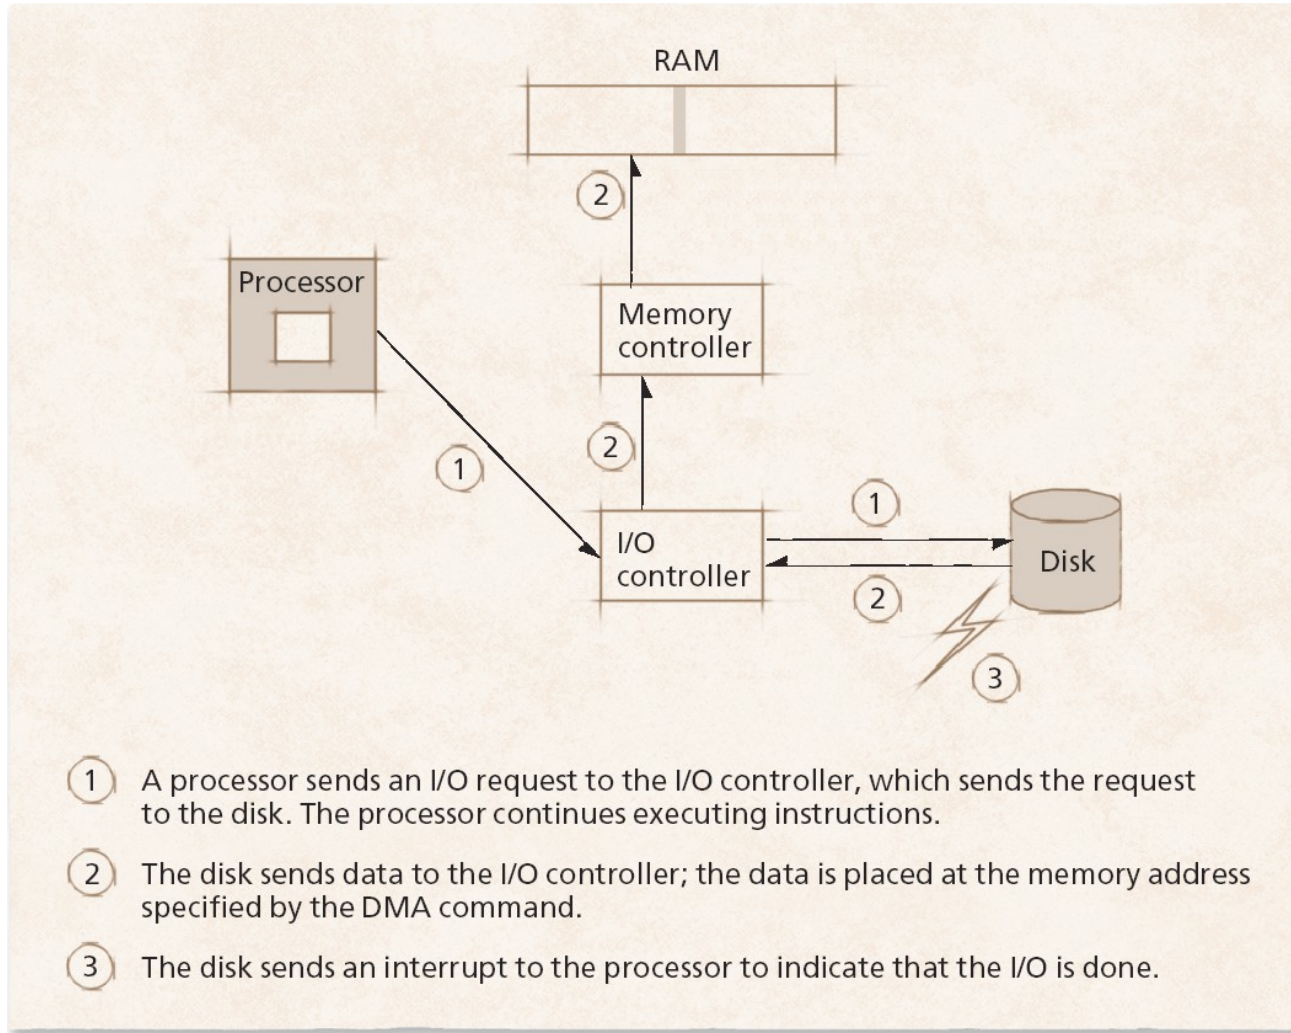 RAM
2
Processor
Memory
controller
2
1
1
I/O
controller
Disk
2
3
1 A processor sends an I/O request to the I/O controller, which sends the request
to the disk. The processor continues executing instructions.
2 The disk sends data to the I/O controller; the data is placed at the memory address
specified by the DMA command.
3 The disk sends an interrupt to the processor to indicate that the I/O is done.